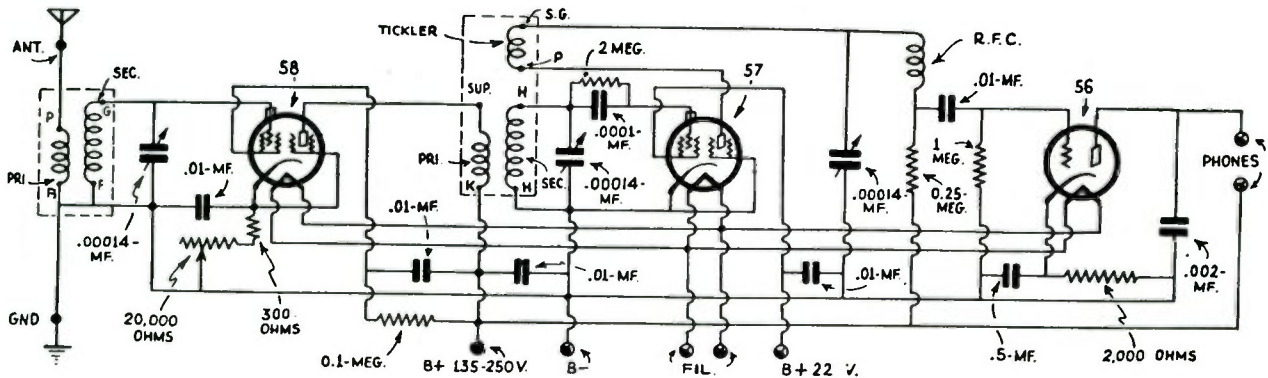 ANT.
SEC.
P
G
PRI.
B
F
.00014-
MF.
GND
58
.01-MF.
20,000
OHMS
300-
OHMS
0.1-MEG.
TICKLER
S.G.
P
SUP.
H
PRI.
K
SEC.
H
2 MEG.
.0001-
MF.
.00014-
MF.
57
.01-MF.
.01-MF.
B+ 135-250V.
B-
FIL.
B+22 V.
.01-MF.
.00014-
MF.
R.F.C.
.01-MF.
0.25-
MEG.
1
MEG.
56
PHONES
.002-
MF.
.5-MF.
2,000 OHMS